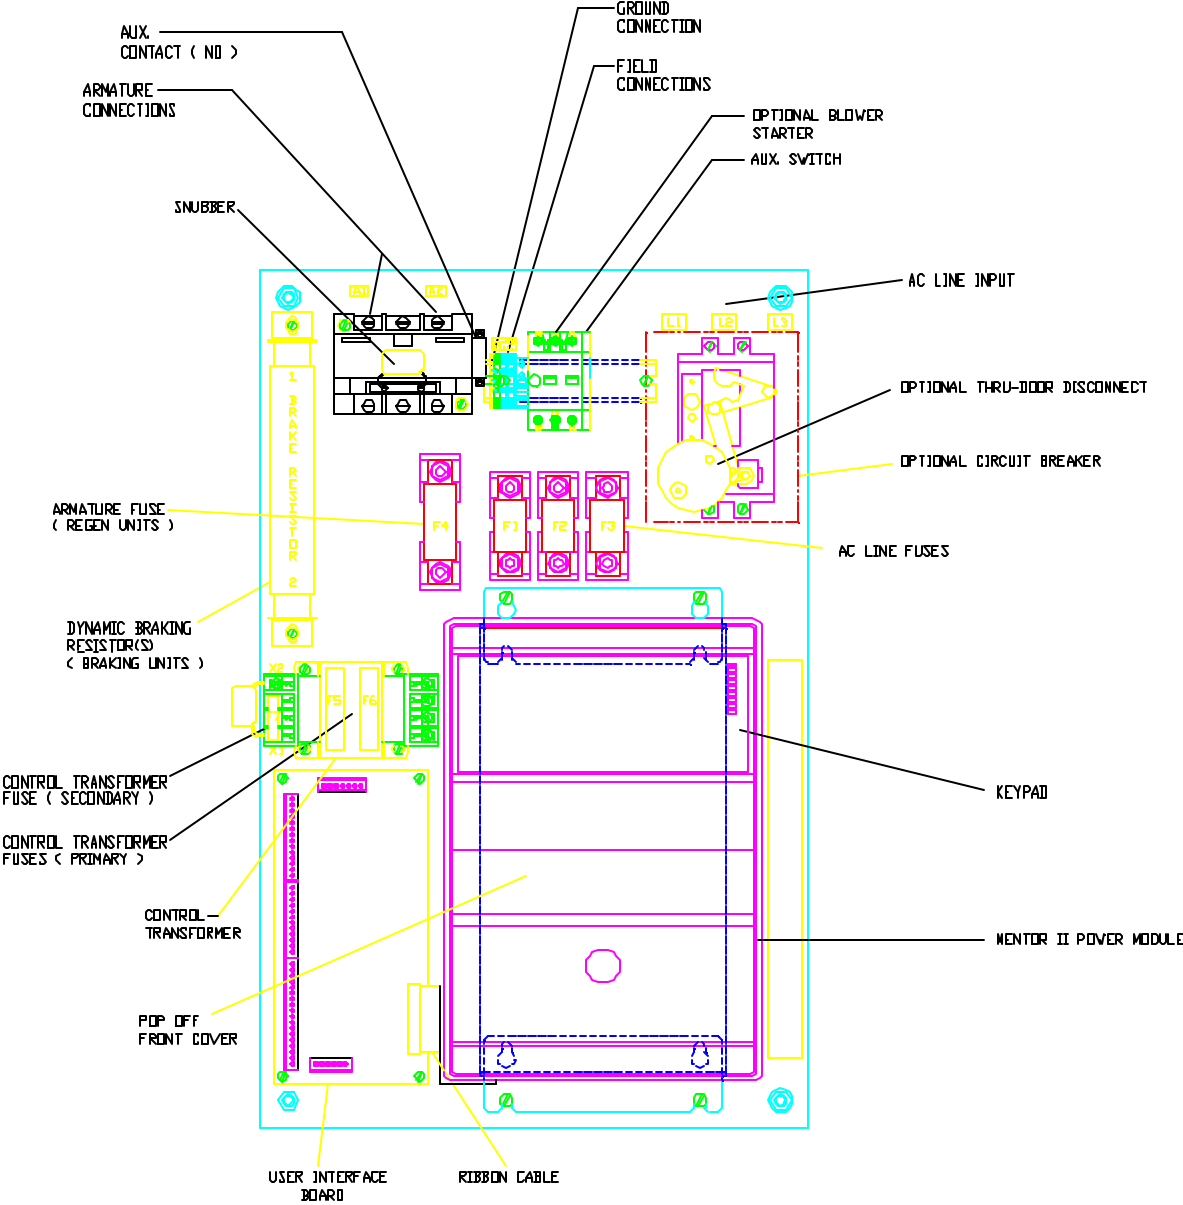 GROUND
CONNECTION
AUX.
CONTACT ( NO )
FIELD
CONNECTIONS
ARMATURE
CONNECTIONS
OPTIONAL BLOWER
STARTER
AUX. SWITCH
SNUBBER
AC LINE INPUT
A1
A2
L1
L2
L3
1
BRAKE
RESISTOR
2
OPTIONAL THRU-DOOR DISCONNECT
OPTIONAL CIRCUIT BREAKER
ARMATURE FUSE
( REGEN UNITS )
F4
F1
F2
F3
AC LINE FUSES
DYNAMIC BRAKING
RESISTOR(S)
( BRAKING UNITS )
X2
F5
F6
F7
X1
CONTROL TRANSFORMER
FUSE ( SECONDARY )
KEYPAD
CONTROL TRANSFORMER
FUSES ( PRIMARY )
CONTROL
TRANSFORMER
MENTOR II POWER MODULE
POP OFF
FRONT COVER
USER INTERFACE
BOARD
RIBBON CABLE